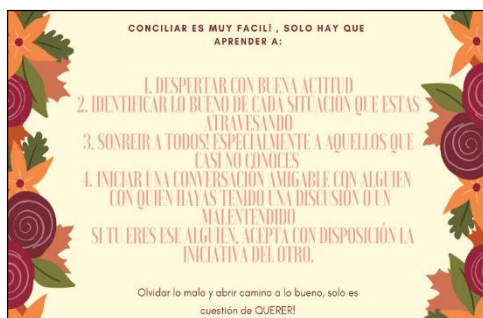 CONCILIAR ES MUY FACIL! , SOLO HAY QUE
APRENDER A:
1. DESPERTAR CON BUENA ACTITUD
2. IDENTIFICAR LO BUENO DE CADA SITUACIÓN QUE ESTAS
ATRAVESANDO
3. SONREIR A TODOS! ESPECIALMENTE A AQUELLOS QUE
CASI NO CONOCES
4. INICIAR UNA CONVERSACIÓN AMIGABLE CON ALGUIEN
CON QUIEN HAYAS TENIDO UNA DISCUSIÓN O UN
MALENTENDIDO
SI TU ERES ESE ALGUIEN, ACEPTA CON DISPOSICIÓN LA
INICIATIVA DEL OTRO.
Olvidar lo malo y abrir camino a lo bueno, solo es
cuestión de QUERER!